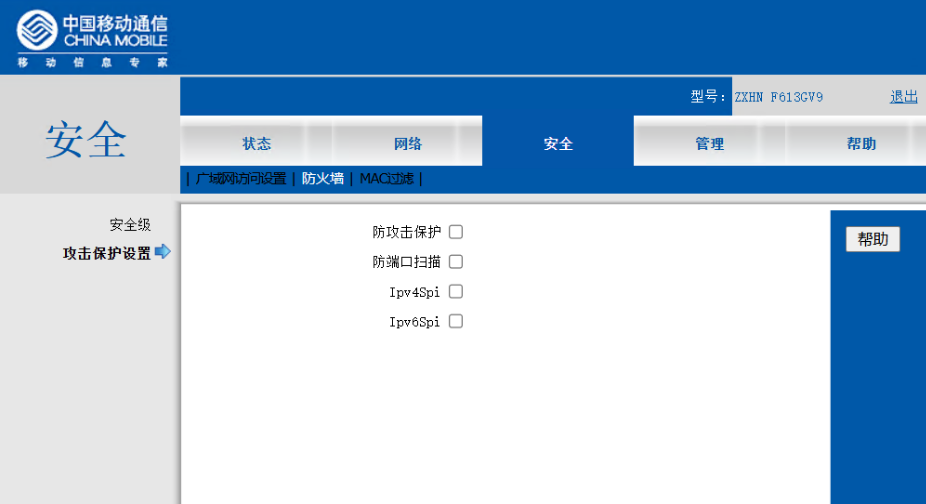 中国移动通信
CHINA MOBILE
移动信息专家
型号: ZXHN F613GV9 退出
安全
状态 网络 安全 管理 帮助
| 广域网访问设置 | 防火墙 | MAC过滤 |
安全级
攻击保护设置
防攻击保护
防端口扫描
Ipv4Spi
Ipv6Spi
帮助